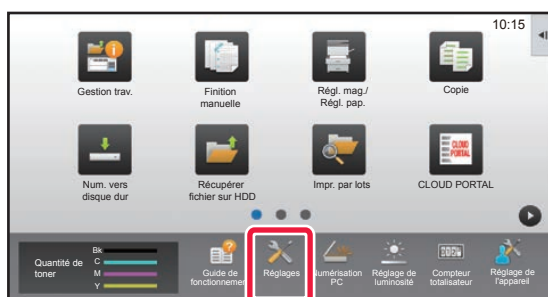 10:15
Gestion trav.
Finition
manuelle
Régl. mag./
Régl. pap.
Copie
Num. vers
disque dur
Récupérer
fichier sur HDD
Impr. par lots
CLOUD
PORTAL
CLOUD PORTAL
Quantité de
toner
Bk
C
M
Y
Guide de
fonctionnemen
Réglages
Numérisation
PC
Réglage de
luminosité
Compteur
totalisateur
Réglage de
l'appareil